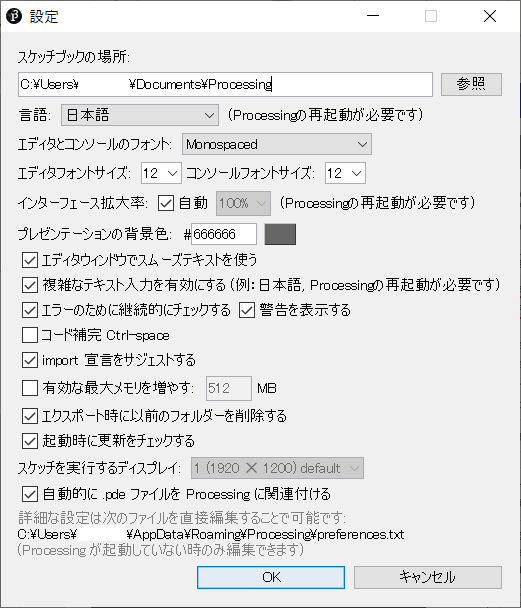 設定
スケッチブックの場所:
C:¥Users¥ ¥Documents¥Processing
参照
言語: 日本語 (Processingの再起動が必要です)
エディタとコンソールのフォント: Monospaced
エディタフォントサイズ: 12 コンソールフォントサイズ: 12
インターフェース拡大率: 自動 100% (Processingの再起動が必要です)
プレゼンテーションの背景色: #666666
エディタウィンドウでスムーズテキストを使う
複雑なテキスト入力を有効にする (例: 日本語, Processingの再起動が必要です)
エラーのために継続的にチェックする 警告を表示する
コード補完 Ctrl-space
import 宣言をサジェストする
有効な最大メモリを増やす: 512 MB
エクスポート時に以前のフォルダーを削除する
起動時に更新をチェックする
スケッチを実行するディスプレイ: 1 (1920 × 1200) default
自動的に .pde ファイルを Processing に関連付ける
詳細な設定は次のファイルを直接編集することで可能です:
C:¥Users¥ ¥AppData¥Roaming¥Processing¥preferences.txt
(Processing が起動していない時のみ編集できます)
OK キャンセル